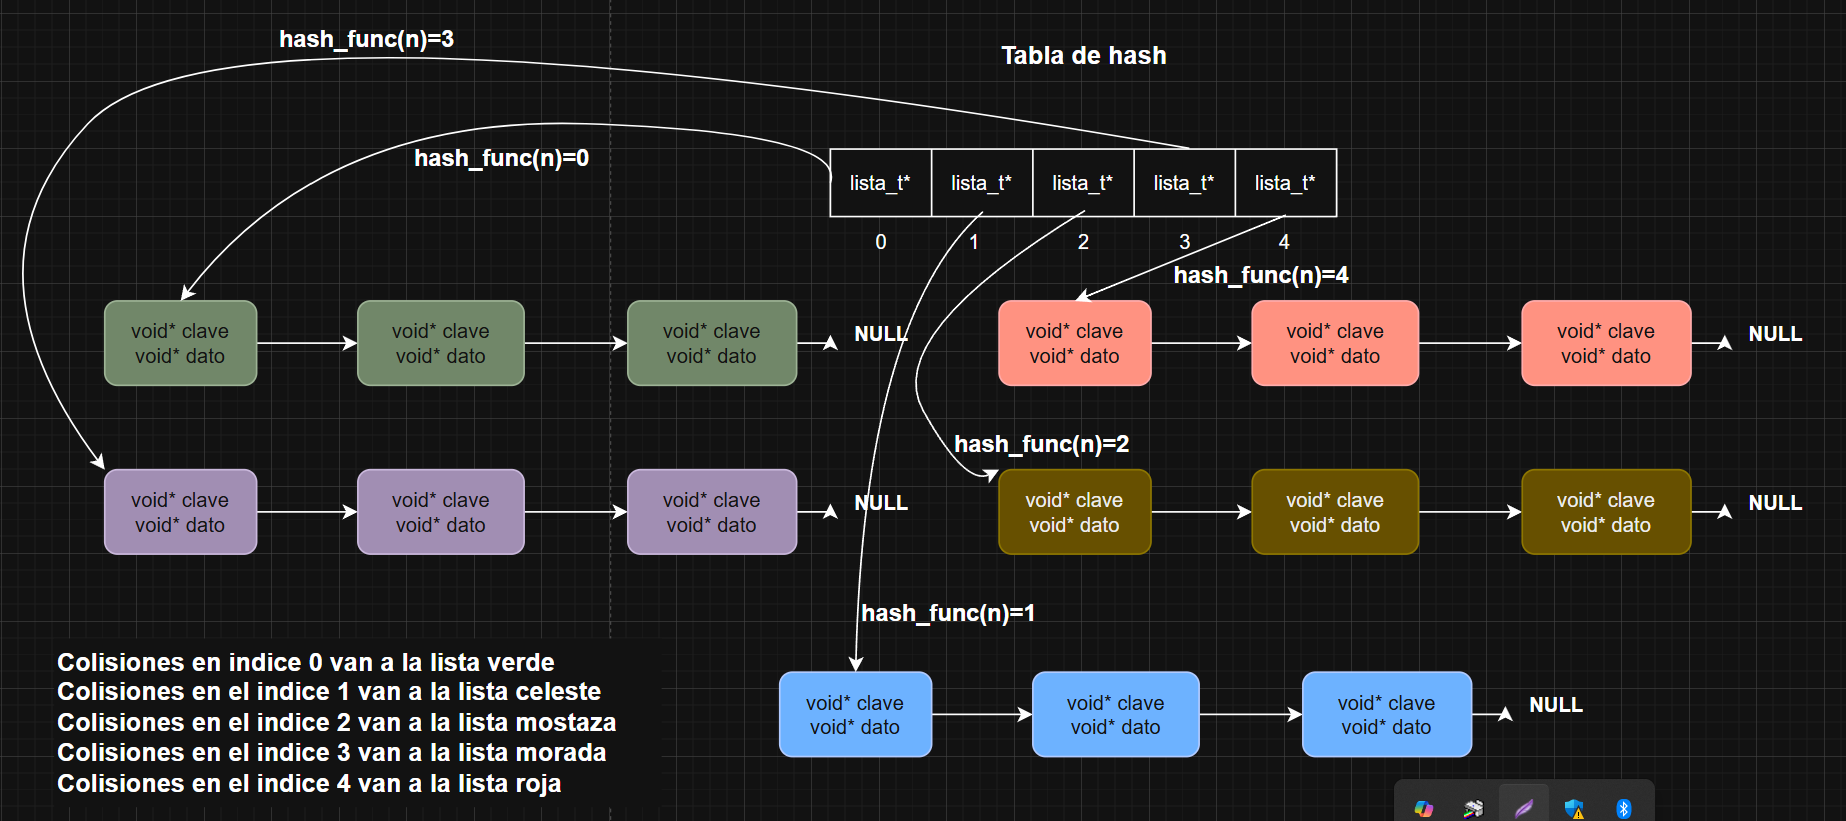 hash_func(n)=3
Tabla de hash
hash_func(n)=0
lista_t* lista_t* lista_t* lista_t* lista_t*
0 1 2 3 4
hash_func(n)=4
void* clave void* clave void* clave NULL void* clave void* clave void* clave NULL
void* dato void* dato void* dato void* dato void* dato void* dato
hash_func(n)=2
void* clave void* clave void* clave NULL void* clave void* clave void* clave NULL
void* dato void* dato void* dato void* dato void* dato void* dato
hash_func(n)=1
Colisiones en indice 0 van a la lista verde
Colisiones en el indice 1 van a la lista celeste
Colisiones en el indice 2 van a la lista mostaza
Colisiones en el indice 3 van a la lista morada
Colisiones en el indice 4 van a la lista roja
void* clave void* clave void* clave NULL
void* dato void* dato void* dato